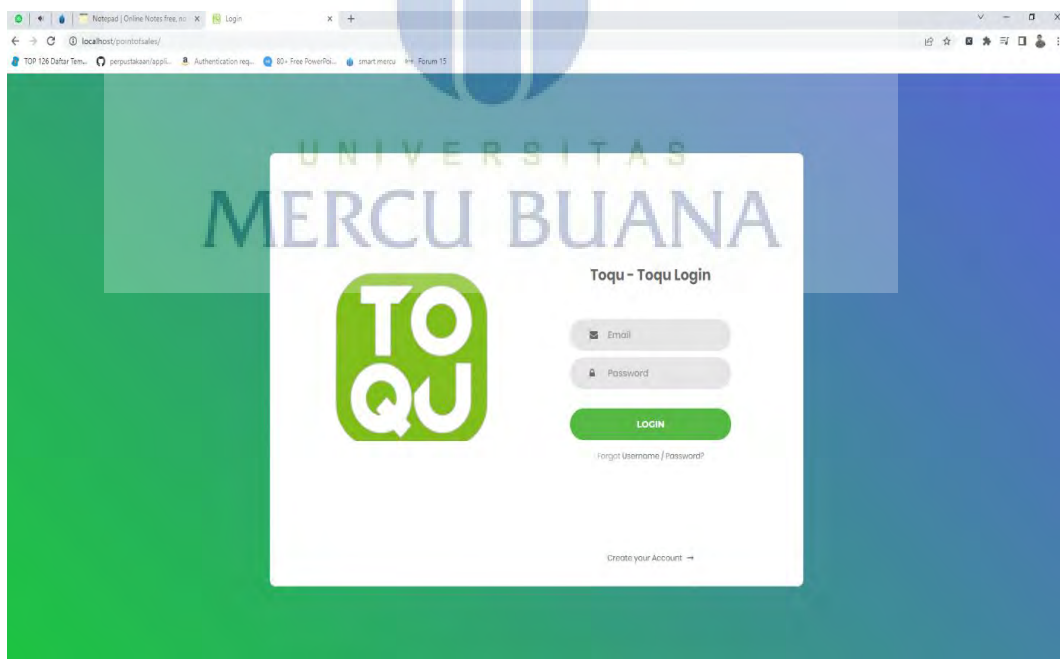 Notepad | Online Notes free, no
Login
localhost/pointofsales/
TOP 126 Daftar Tem...
perpustakaan/appli...
Authentication req...
80+ Free PowerPoi...
smart mercu
Forum 15
UNIVERSITAS
MERCU BUANA
TO
QU
Toqu - Toqu Login
Email
Password
LOGIN
Forgot Username / Password?
Create your Account →